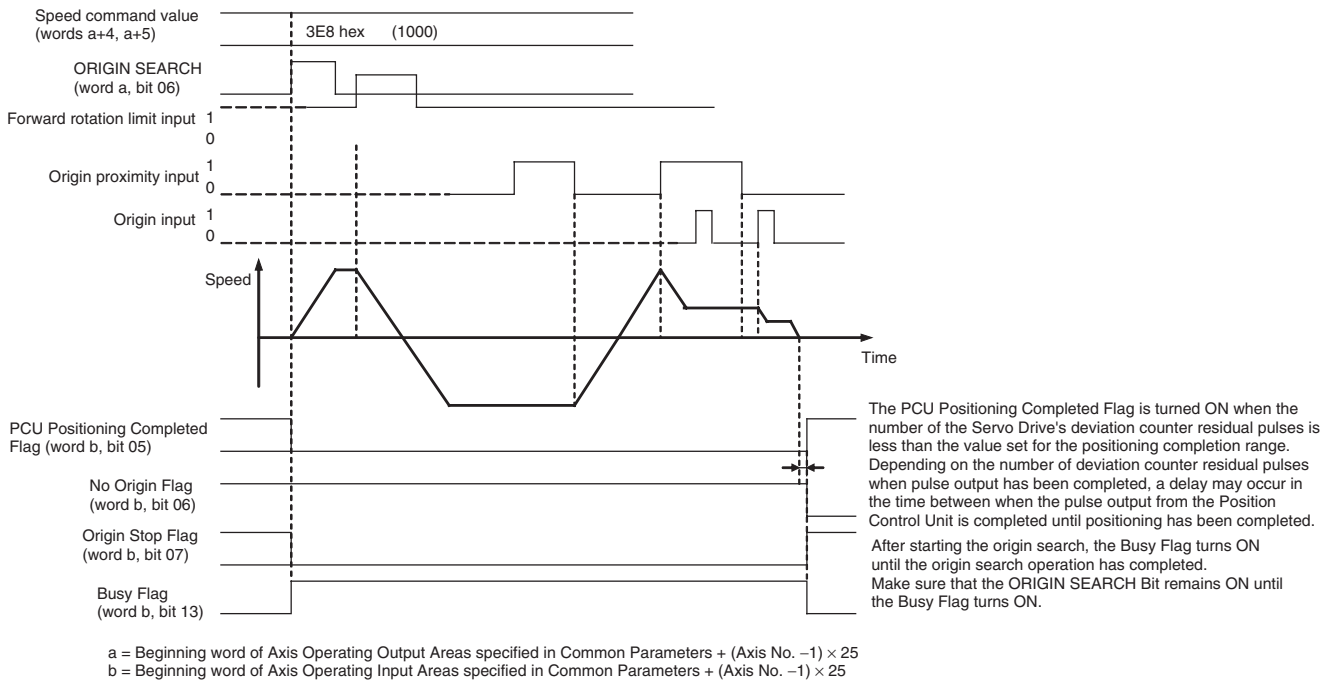 Speed command value
(words a+4, a+5)
3E8 hex (1000)
ORIGIN SEARCH
(word a, bit 06)
Forward rotation limit input 1
0
Origin proximity input 1
0
Origin input 1
0
Speed
Time
PCU Positioning Completed
Flag (word b, bit 05)
No Origin Flag
(word b, bit 06)
Origin Stop Flag
(word b, bit 07)
Busy Flag
(word b, bit 13)
The PCU Positioning Completed Flag is turned ON when the
number of the Servo Drive's deviation counter residual pulses is
less than the value set for the positioning completion range.
Depending on the number of deviation counter residual pulses
when pulse output has been completed, a delay may occur in
the time between when the pulse output from the Position
Control Unit is completed until positioning has been completed.
After starting the origin search, the Busy Flag turns ON
until the origin search operation has completed.
Make sure that the ORIGIN SEARCH Bit remains ON until
the Busy Flag turns ON.
a = Beginning word of Axis Operating Output Areas specified in Common Parameters + (Axis No. −1) × 25
b = Beginning word of Axis Operating Input Areas specified in Common Parameters + (Axis No. −1) × 25